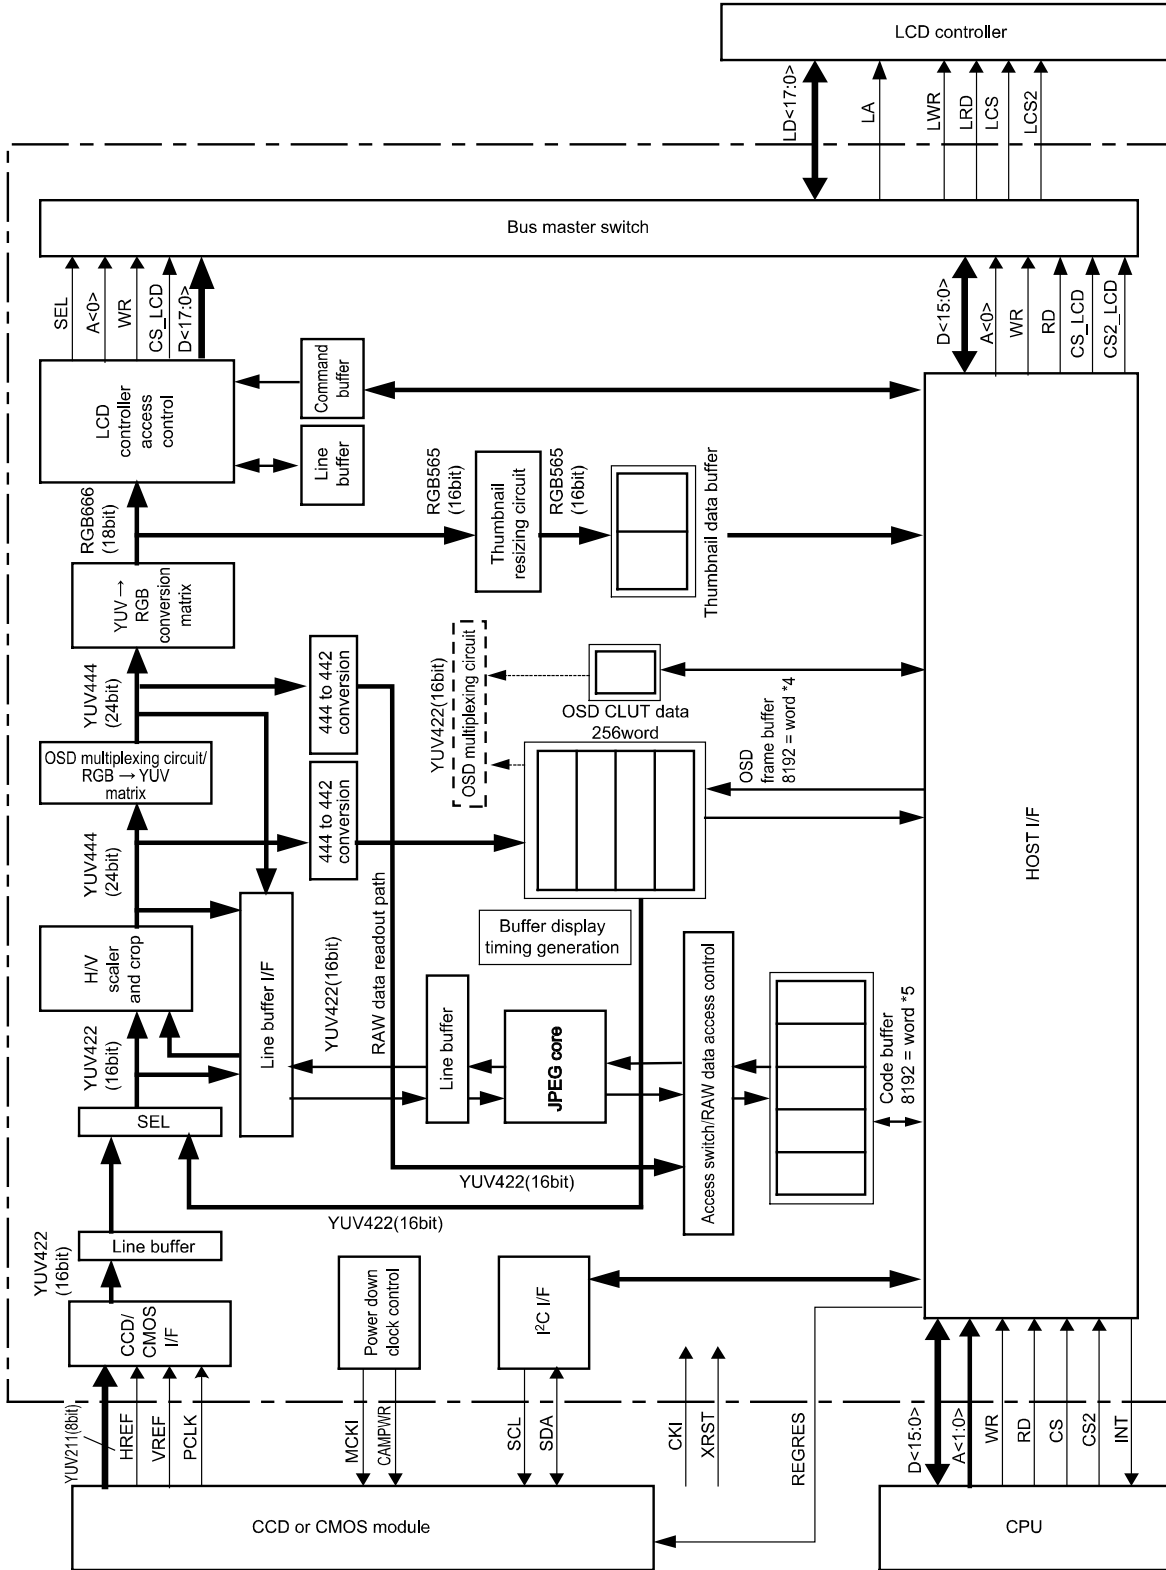 LCD controller
LD<17:0>
LA
LWR
LRD
LCS
LCS2
Bus master switch
SEL
A<0>
WR
CS_LCD
D<17:0>
D<15:0>
A<0>
WR
RD
CS_LCD
CS2_LCD
LCD
controller
access
control
Command
buffer
Line
buffer
RGB666
(18bit)
RGB565
(16bit)
Thumbnail
resizing circuit
RGB565
(16bit)
Thumbnail data buffer
YUV →
RGB
conversion
matrix
YUV444
(24bit)
444 to 442
conversion
YUV422(16bit)
OSD multiplexing circuit
OSD CLUT data
256word
OSD
frame buffer
8192 = word *4
OSD multiplexing circuit/
RGB → YUV
matrix
YUV444
(24bit)
444 to 442
conversion
HOST I/F
H/V
scaler
and crop
Line buffer I/F
YUV422(16bit)
RAW data readout path
Buffer display
timing generation
YUV422
(16bit)
Line buffer
JPEG core
Access switch/RAW data access control
Code buffer
8192 = word *5
SEL
YUV422(16bit)
YUV422(16bit)
Line buffer
YUV422
(16bit)
CCD/
CMOS
I/F
Power down
clock control
I2C I/F
YUV211(8bit)
HREF
VREF
PCLK
MCKI
CAMPWR
SCL
SDA
CKI
XRST
REGRES
D<15:0>
A<1:0>
WR
RD
CS
CS2
INT
CCD or CMOS module
CPU